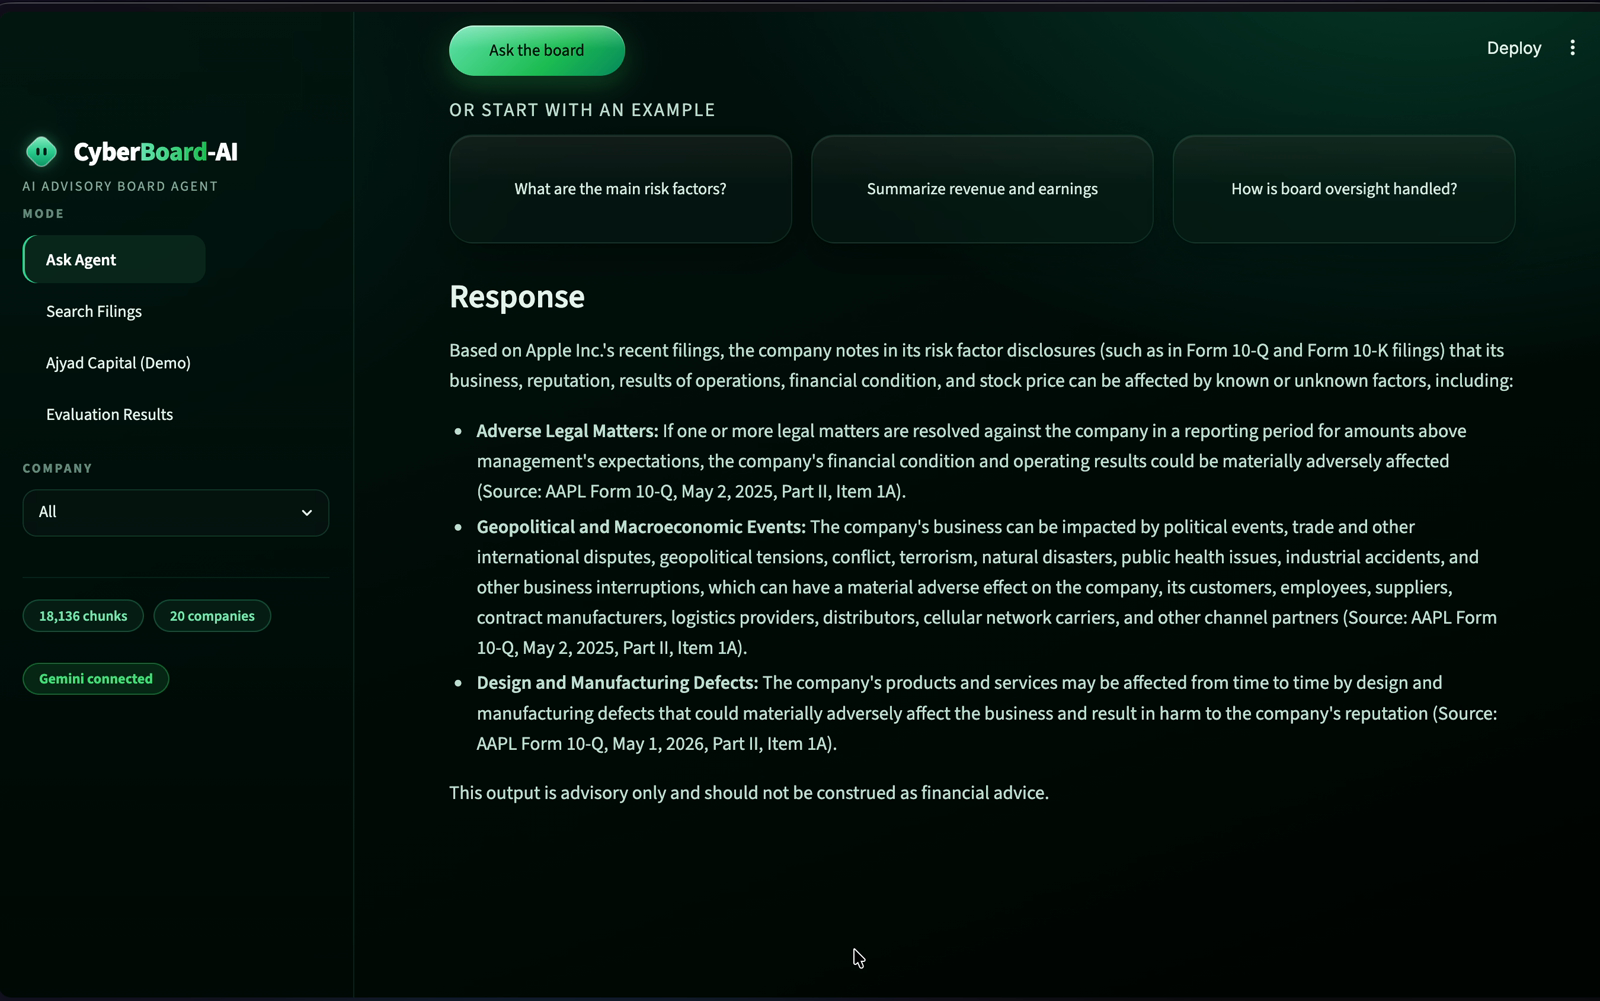 Ask the board
Deploy
OR START WITH AN EXAMPLE
What are the main risk factors?
Summarize revenue and earnings
How is board oversight handled?
CyberBoard-AI
AI ADVISORY BOARD AGENT
MODE
Ask Agent
Search Filings
Ajyad Capital (Demo)
Evaluation Results
COMPANY
All
18,136 chunks
20 companies
Gemini connected
Response
Based on Apple Inc.'s recent filings, the company notes in its risk factor disclosures (such as in Form 10-Q and Form 10-K filings) that its
business, reputation, results of operations, financial condition, and stock price can be affected by known or unknown factors, including:
• Adverse Legal Matters: If one or more legal matters are resolved against the company in a reporting period for amounts above
management's expectations, the company's financial condition and operating results could be materially adversely affected
(Source: AAPL Form 10-Q, May 2, 2025, Part II, Item 1A).
• Geopolitical and Macroeconomic Events: The company's business can be impacted by political events, trade and other
international disputes, geopolitical tensions, conflict, terrorism, natural disasters, public health issues, industrial accidents, and
other business interruptions, which can have a material adverse effect on the company, its customers, employees, suppliers,
contract manufacturers, logistics providers, distributors, cellular network carriers, and other channel partners (Source: AAPL Form
10-Q, May 2, 2025, Part II, Item 1A).
• Design and Manufacturing Defects: The company's products and services may be affected from time to time by design and
manufacturing defects that could materially adversely affect the business and result in harm to the company's reputation (Source:
AAPL Form 10-Q, May 1, 2026, Part II, Item 1A).
This output is advisory only and should not be construed as financial advice.